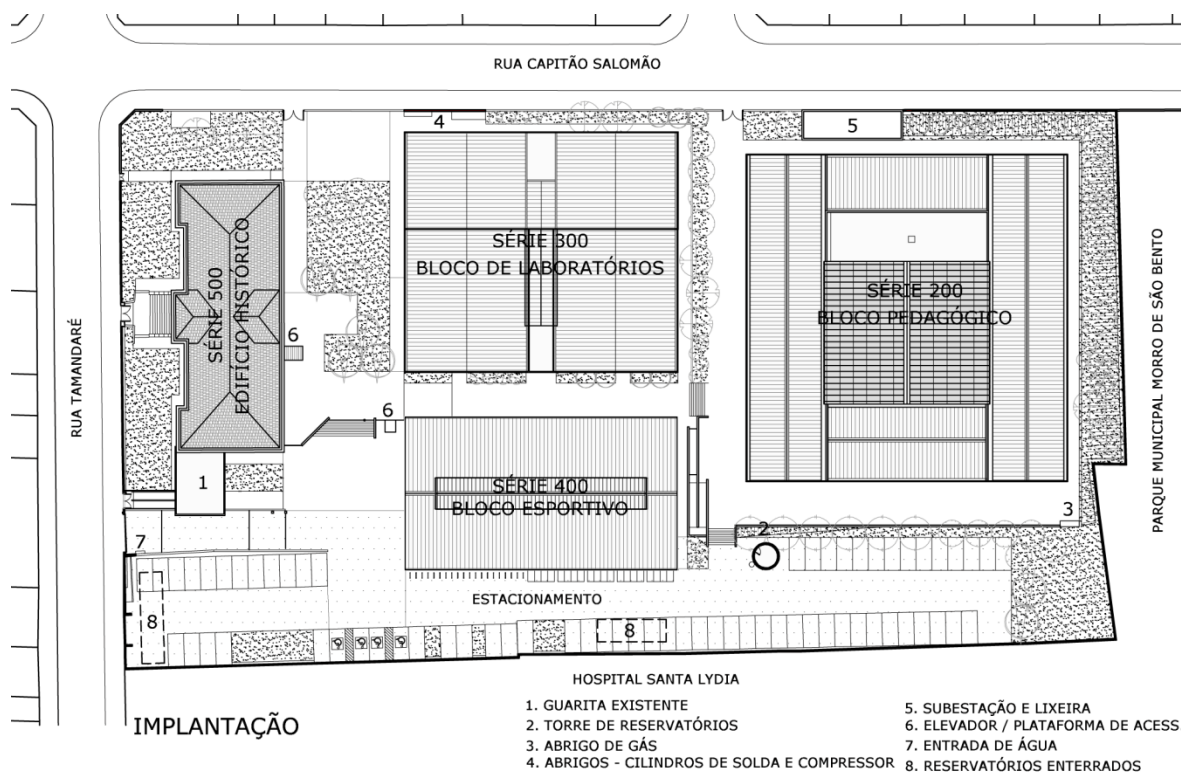 RUA CAPITÃO SALOMÃO
4
5
SÉRIE 300
BLOCO DE LABORATÓRIOS
SÉRIE 500
EDIFÍCIO HISTÓRICO
SÉRIE 200
BLOCO PEDAGÓGICO
RUA TAMANDARÉ
PARQUE MUNICIPAL MORRO DE SÃO BENTO
6
6
1
SÉRIE 400
BLOCO ESPORTIVO
3
2
7
ESTACIONAMENTO
8
8
HOSPITAL SANTA LYDIA
IMPLANTAÇÃO
1. GUARITA EXISTENTE
2. TORRE DE RESERVATÓRIOS
3. ABRIGO DE GÁS
4. ABRIGOS - CILINDROS DE SOLDA E COMPRESSOR
5. SUBESTAÇÃO E LIXEIRA
6. ELEVADOR / PLATAFORMA DE ACESS
7. ENTRADA DE ÁGUA
8. RESERVATÓRIOS ENTERRADOS